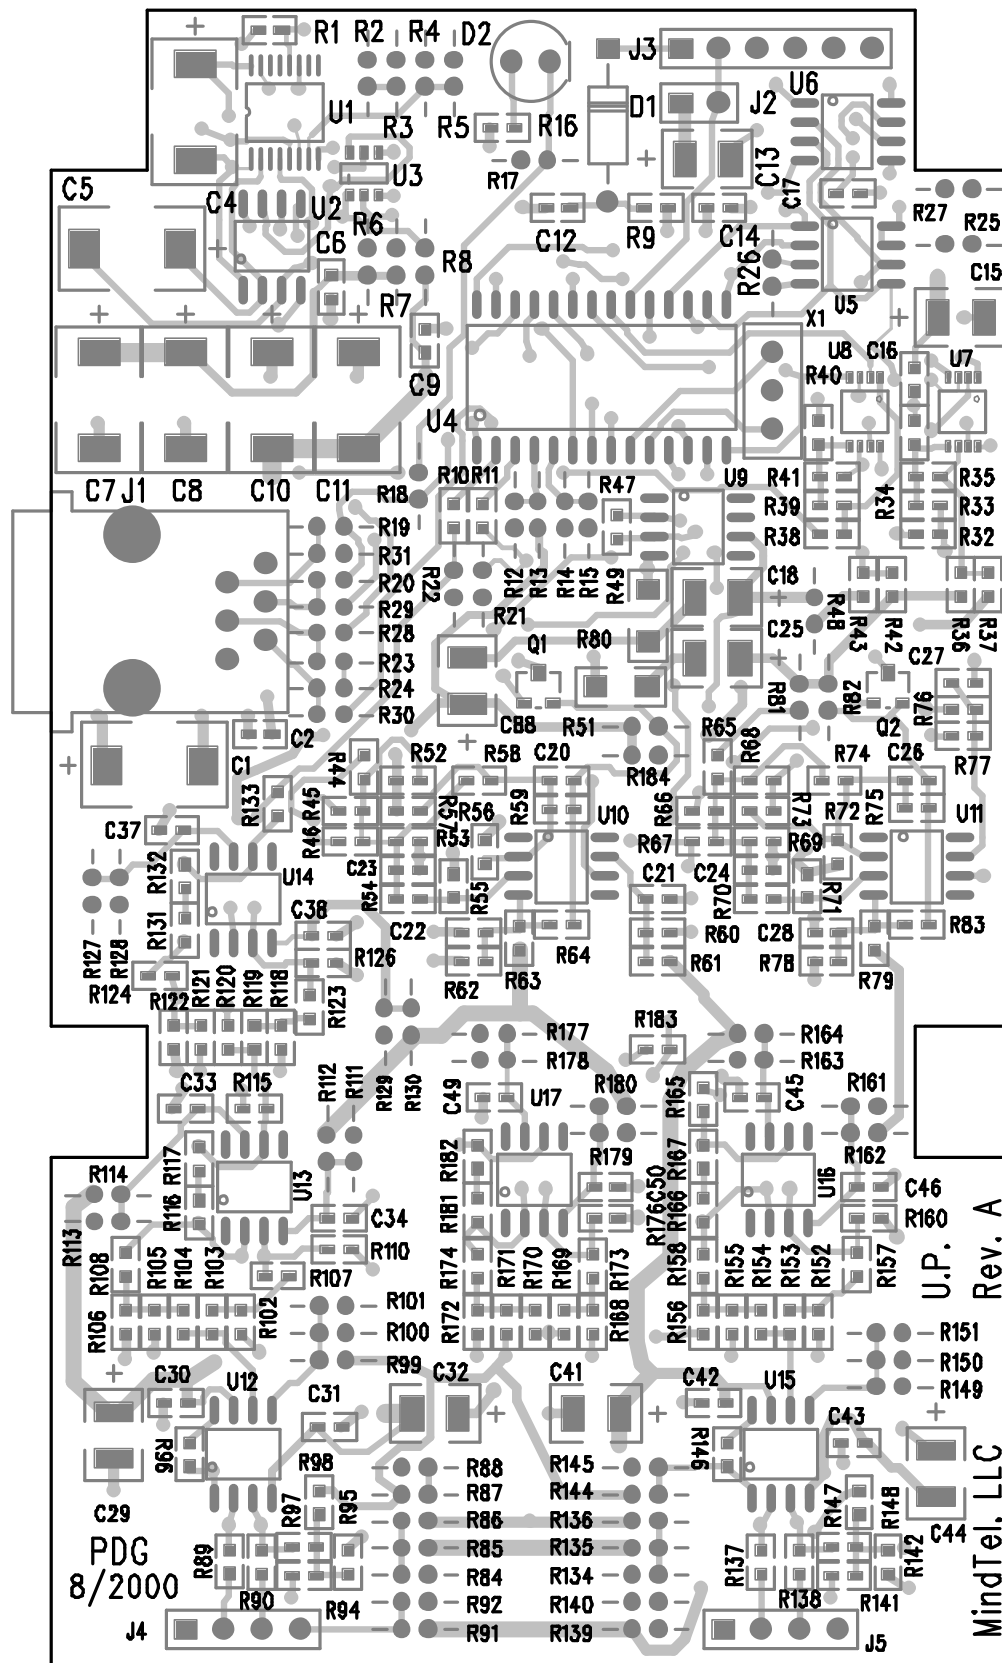 R1
R2
R4
D2
J3
U6
U1
R3
R5
R16
D1
J2
C13
R17
C17
C5
C4
U2
U3
R6
C6
R8
R7
C12
R9
C14
R26
R27
R25
U5
C15
X1
U8
C16
U7
C9
U4
R40
C7
J1
C8
C10
C11
R18
R10
R11
R47
U9
R41
R39
R38
R34
R35
R33
R32
R19
R31
R20
R29
R28
R23
R24
R30
R22
R12
R13
R14
R15
R49
R21
C18
C25
R48
R43
R42
R36
R37
Q1
R80
R81
R82
C27
R76
Q2
R77
C88
R51
R184
R65
R68
R74
C26
C1
C2
R133
R44
R52
R58
C20
R45
R46
R57
R56
R59
U10
R66
R73
R72
R75
U11
C37
R132
R131
U14
C23
R54
R53
R55
R67
C21
C24
R69
R70
R71
R127
R128
R124
C38
R126
C22
R62
R63
R64
R60
R61
C28
R78
R79
R83
R122
R121
R120
R119
R118
R123
R129
R130
R177
R178
R183
R164
R163
R112
R111
C33
R115
C49
U17
R180
R165
C45
R161
R162
R114
R113
R117
R116
U13
C34
R110
R182
R181
R179
C50
R176
R167
R166
U16
C46
R160
R108
R105
R104
R103
R107
R102
R106
R101
R100
R99
R174
R171
R170
R169
R173
R172
R168
R158
R155
R154
R153
R152
R157
R156
R151
R150
R149
U.P.
Rev. A
C30
U12
C31
C32
C41
C42
U15
C43
C29
R96
R98
R97
R95
R146
R147
R148
C44
R88
R87
R86
R85
R84
R92
R91
R145
R144
R136
R135
R134
R140
R139
PDG
8/2000
R89
R90
R94
R137
R138
R142
R141
J4
J5
MindTel, LLC